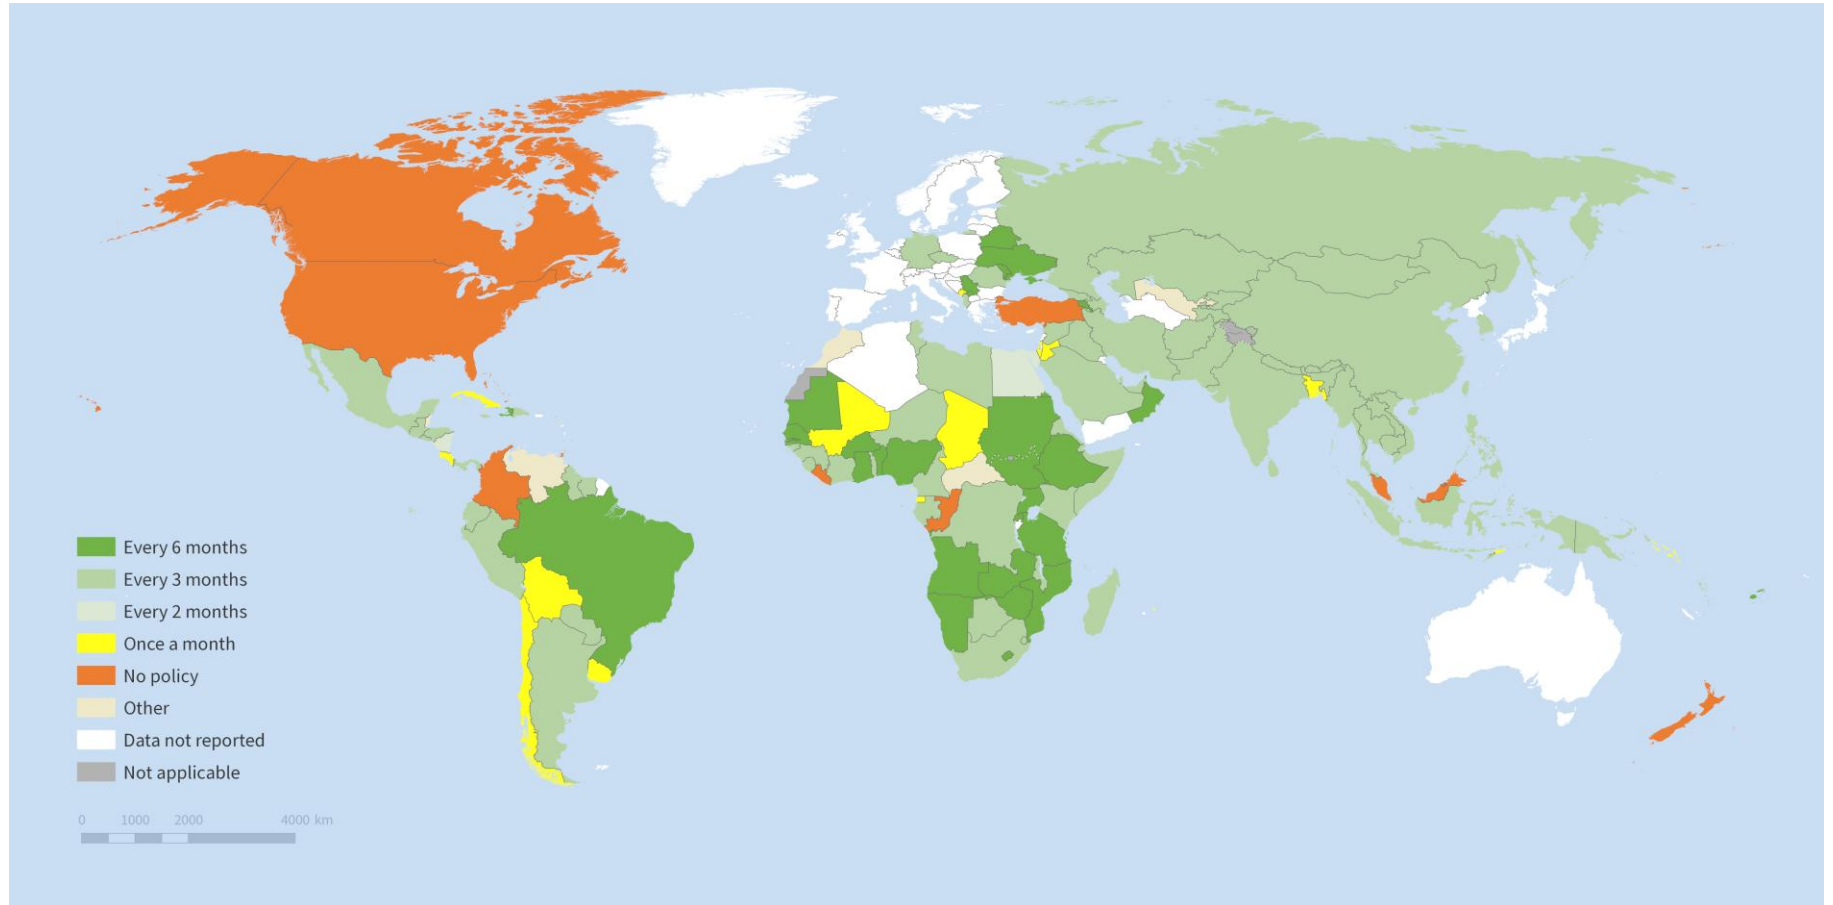 Every 6 months
Every 3 months
Every 2 months
Once a month
No policy
Other
Data not reported
Not applicable
0 1000 2000 4000 km